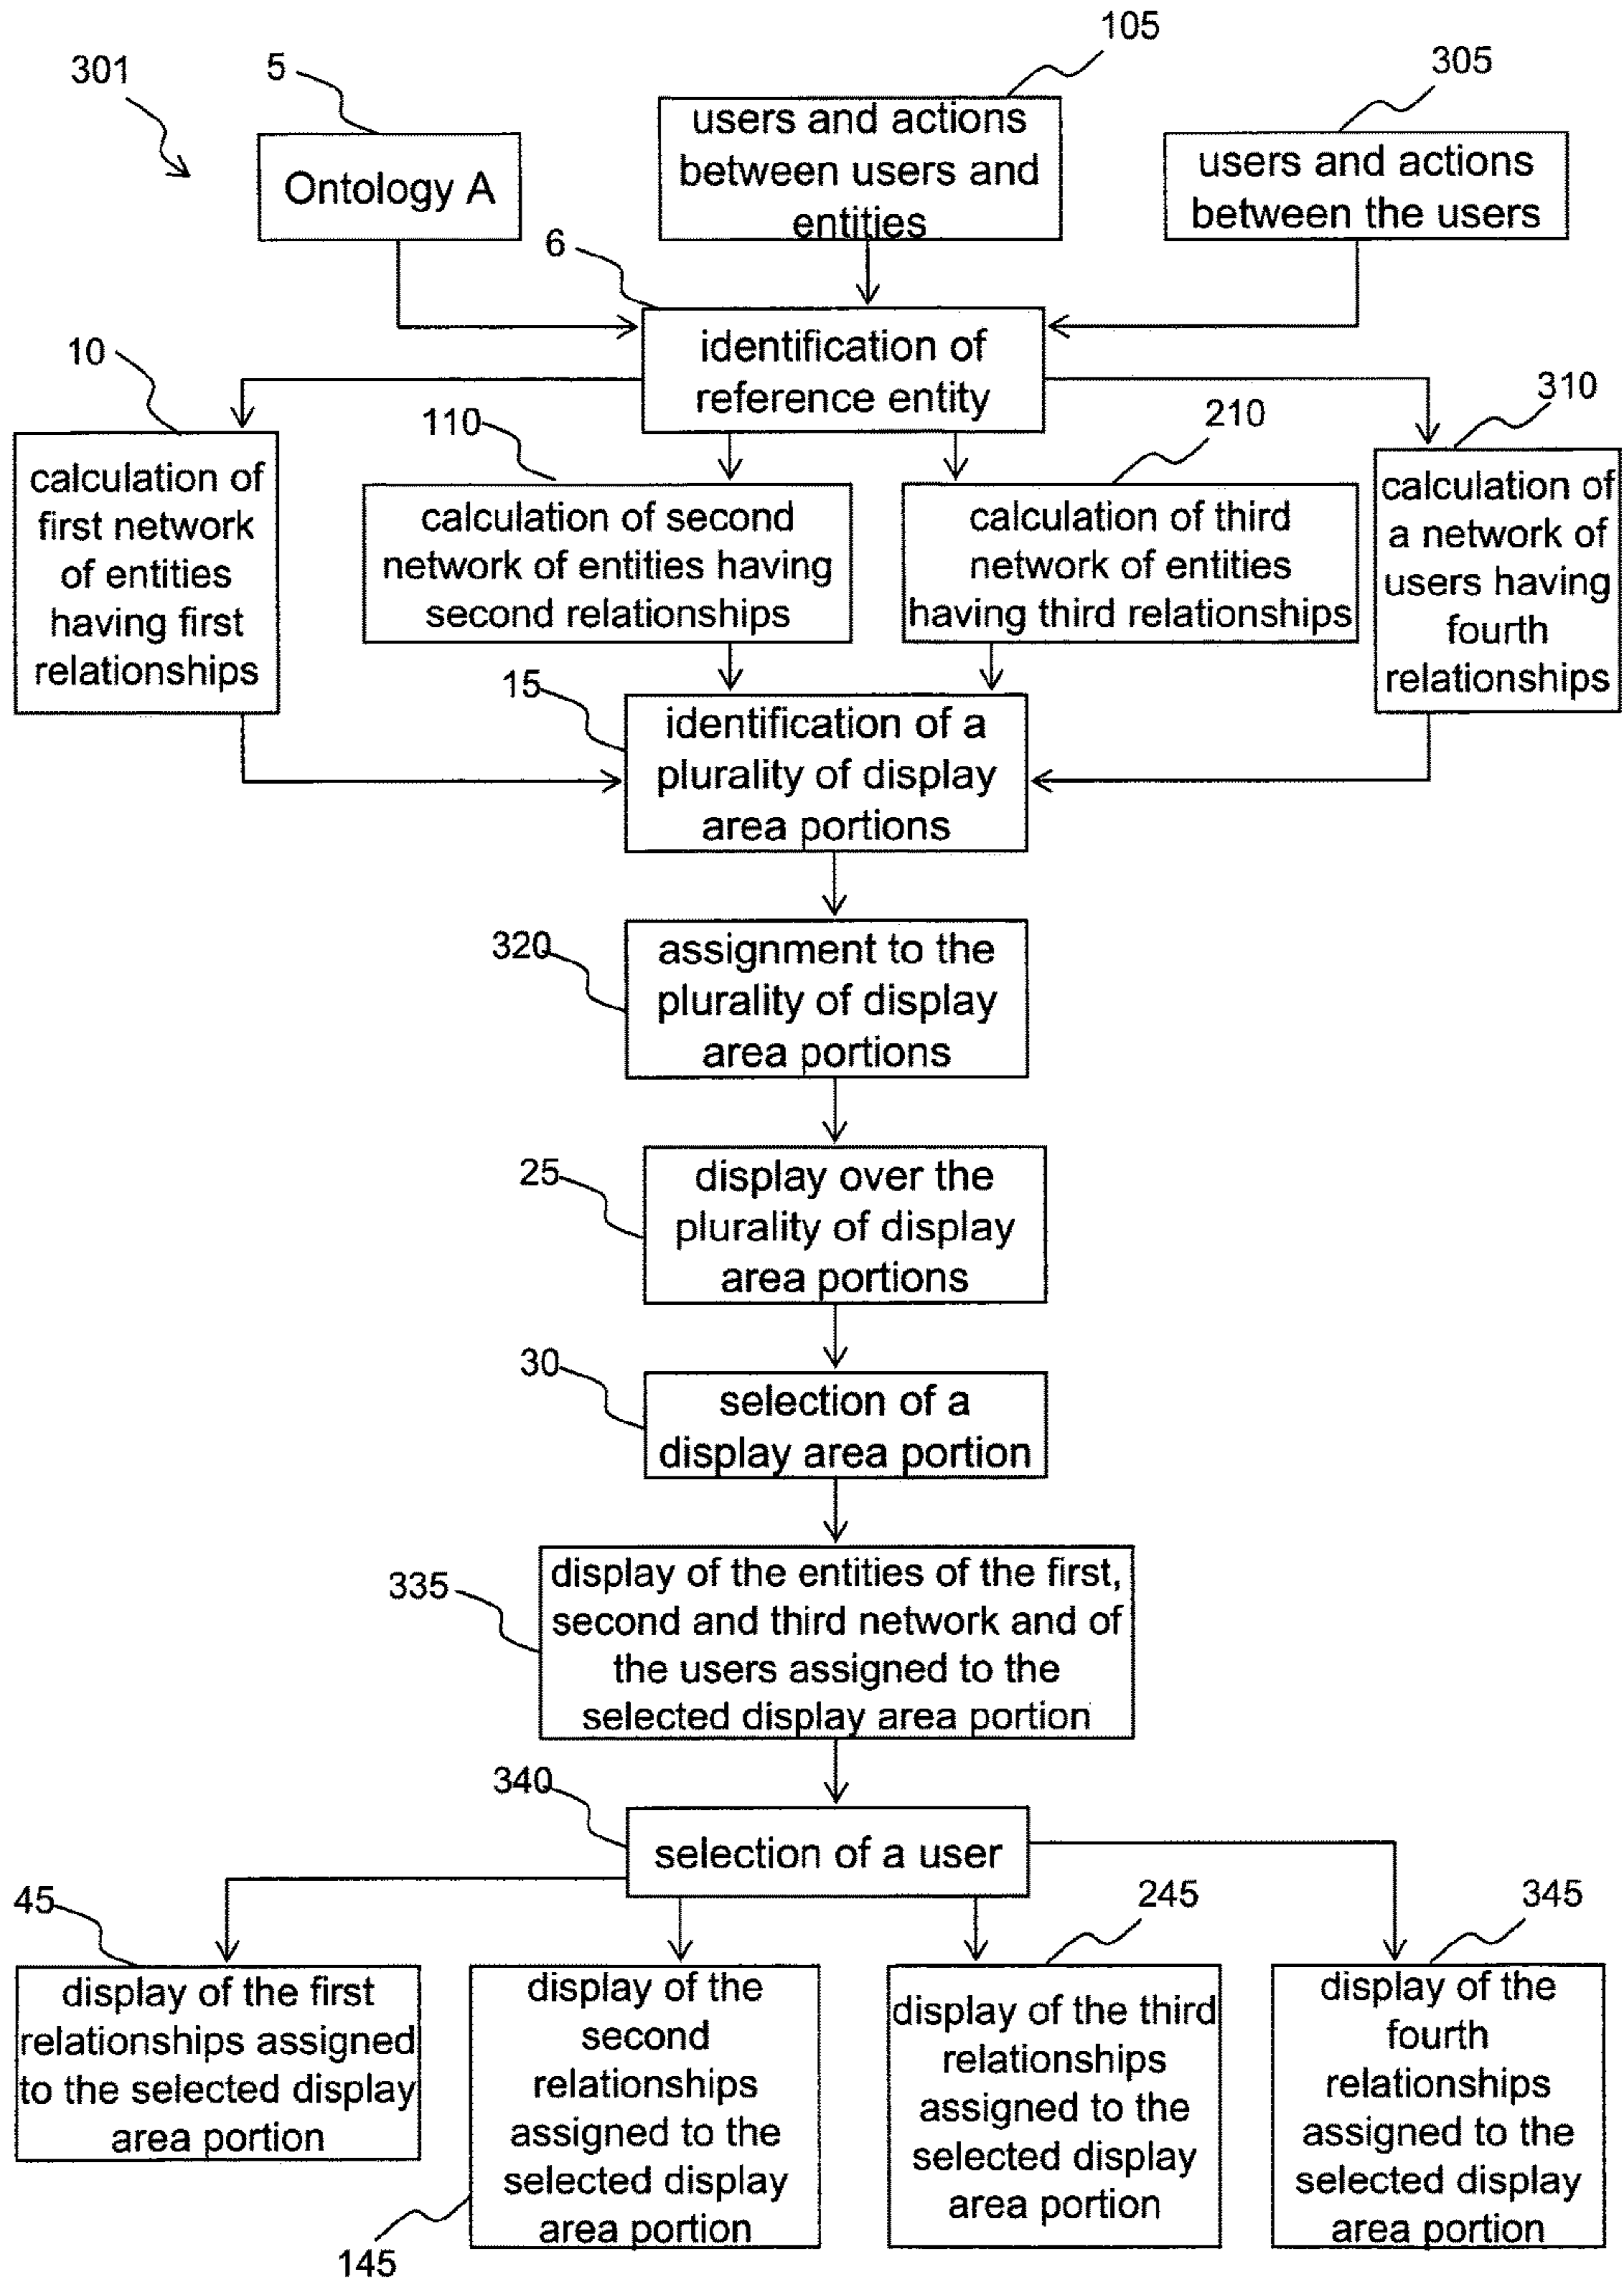 105
305
301
5
users and actions
between users and
entities
Ontology A
users and actions
between the users
6
identification of
reference entity
10
110
210
310
calculation of
first network
of entities
having first
relationships
calculation of second
network of entities having
second relationships
calculation of third
network of entities
having third relationships
calculation of
a network of
users having
fourth
relationships
15
identification of a
plurality of display
area portions
320
assignment to the
plurality of display
area portions
25
display over the
plurality of display
area portions
30
selection of a
display area portion
335
display of the entities of the first,
second and third network and of
the users assigned to the
selected display area portion
340
selection of a user
45
245
345
display of the first
relationships assigned
to the selected display
area portion
display of the
second
relationships
assigned to the
selected display
area portion
display of the third
relationships
assigned to the
selected display
area portion
display of the
fourth
relationships
assigned to the
selected display
area portion
145